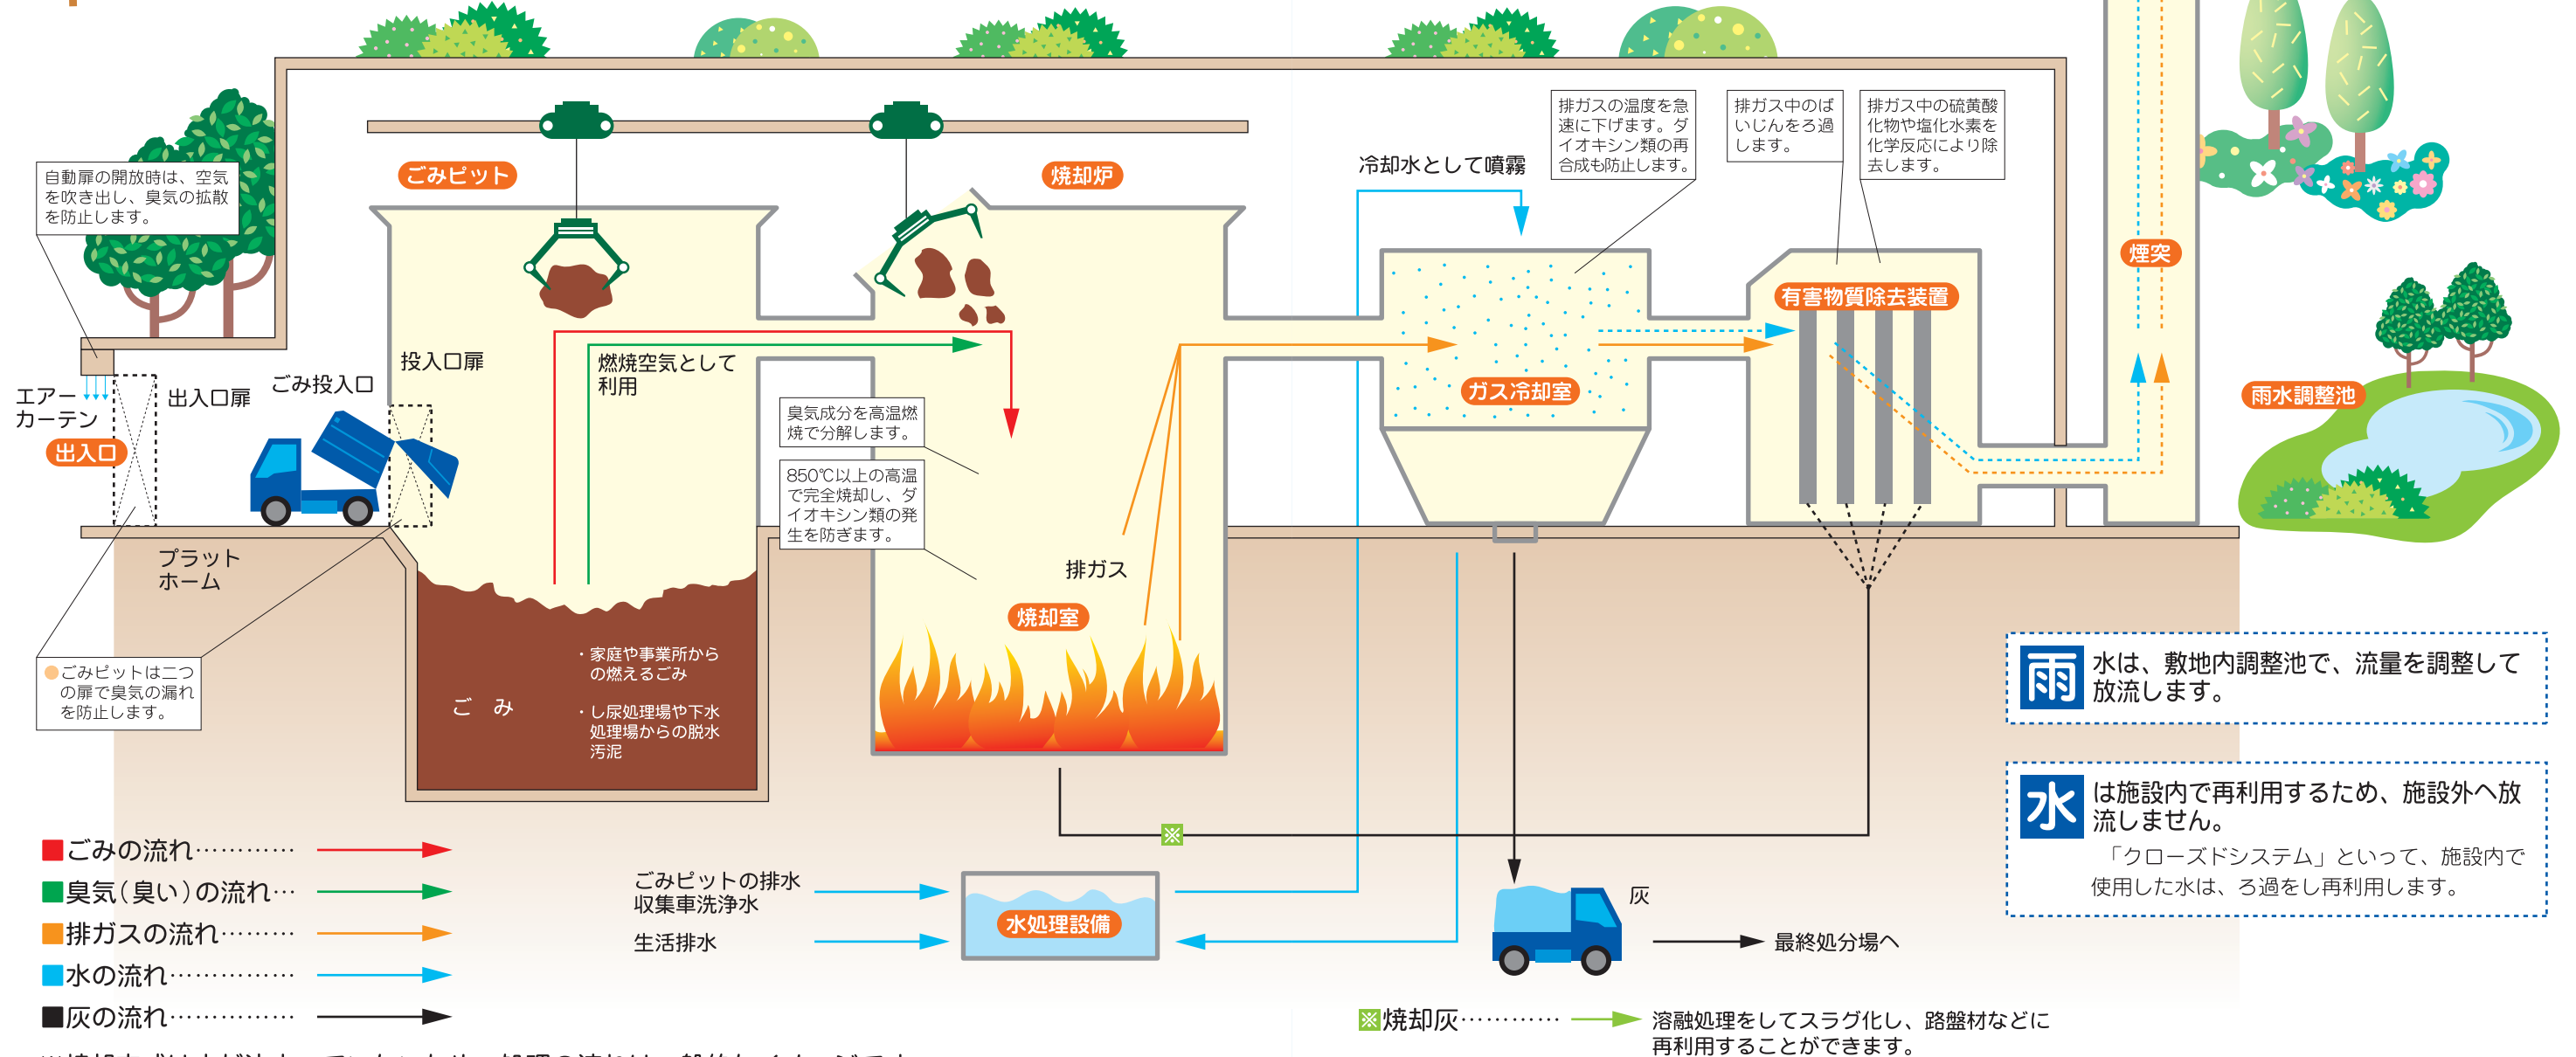 自動扉の開放時は、空気
を吹き出し、臭気の拡散
を防止します。
ごみピット
焼却炉
冷却水として噴霧
排ガスの温度を急
速に下げます。ダ
イオキシン類の再
合成も防止します。
排ガス中のば
いじんをろ過
します。
排ガス中の硫黄酸
化物や塩化水素を
化学反応により除
去します。
煙突
有害物質除去装置
エアー
カーテン
出入口
出入口扉
ごみ投入口
投入口扉
燃焼空気として
利用
臭気成分を高温燃
焼で分解します。
850℃以上の高温
で完全焼却し、ダ
イオキシン類の発
生を防ぎます。
ガス冷却室
雨水調整池
プラット
ホーム
排ガス
焼却室
ごみピットは二つ
の扉で臭気の漏れ
を防止します。
ごみ
・家庭や事業所から
の燃えるごみ
・し尿処理場や下水
処理場からの脱水
汚泥
雨水は、敷地内調整池で、流量を調整して
放流します。
水は施設内で再利用するため、施設外へ放
流しません。
「クローズドシステム」といって、施設内で
使用した水は、ろ過をし再利用します。
■ごみの流れ…………
■臭気(臭い)の流れ…
■排ガスの流れ………
■水の流れ……………
■灰の流れ……………
※
ごみピットの排水
収集車洗浄水
生活排水
水処理設備
灰
最終処分場へ
※焼却灰…………
溶融処理をしてスラグ化し、路盤材などに
再利用することができます。